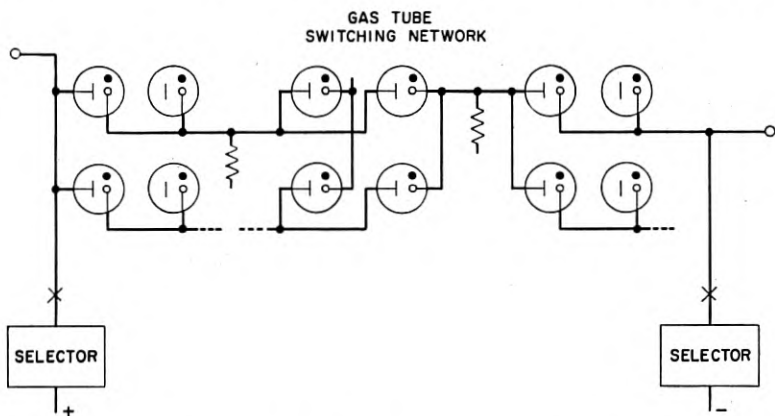 GAS TUBE
SWITCHING NETWORK
SELECTOR
SELECTOR
+
−